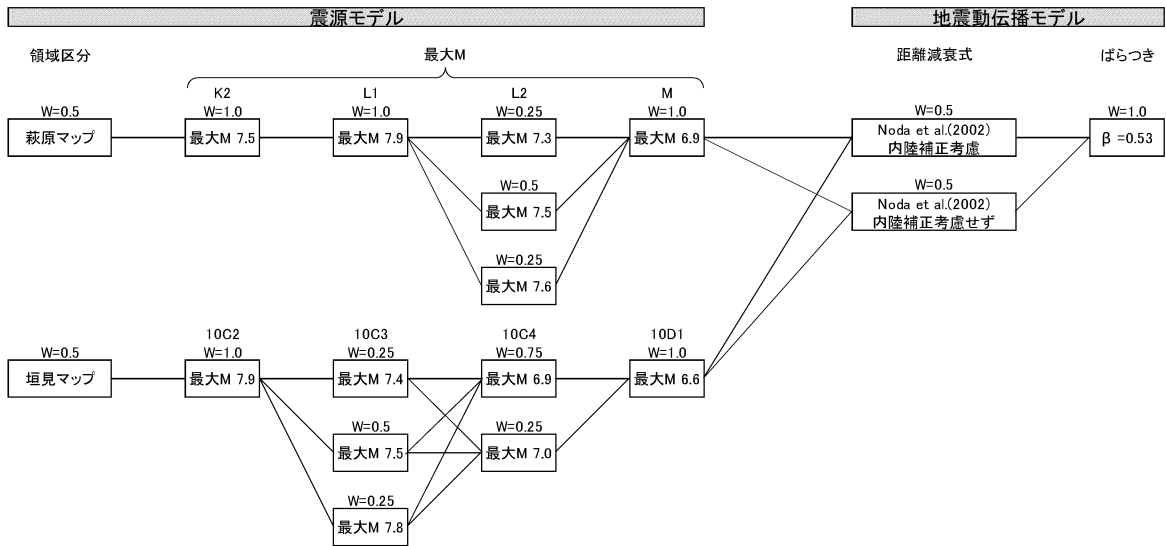 震源モデル
地震動伝播モデル
領域区分
最大M
距離減衰式
ばらつき
K2
L1
L2
M
W=0.5
W=1.0
W=1.0
W=0.25
W=1.0
W=0.5
W=1.0
萩原マップ
最大M 7.5
最大M 7.9
最大M 7.3
最大M 6.9
Noda et al.(2002)
内陸補正考慮
β =0.53
W=0.5
最大M 7.5
W=0.5
Noda et al.(2002)
内陸補正考慮せず
W=0.25
最大M 7.6
10C2
10C3
10C4
10D1
W=0.5
W=1.0
W=0.25
W=0.75
W=1.0
垣見マップ
最大M 7.9
最大M 7.4
最大M 6.9
最大M 6.6
W=0.5
W=0.25
最大M 7.5
最大M 7.0
W=0.25
最大M 7.8